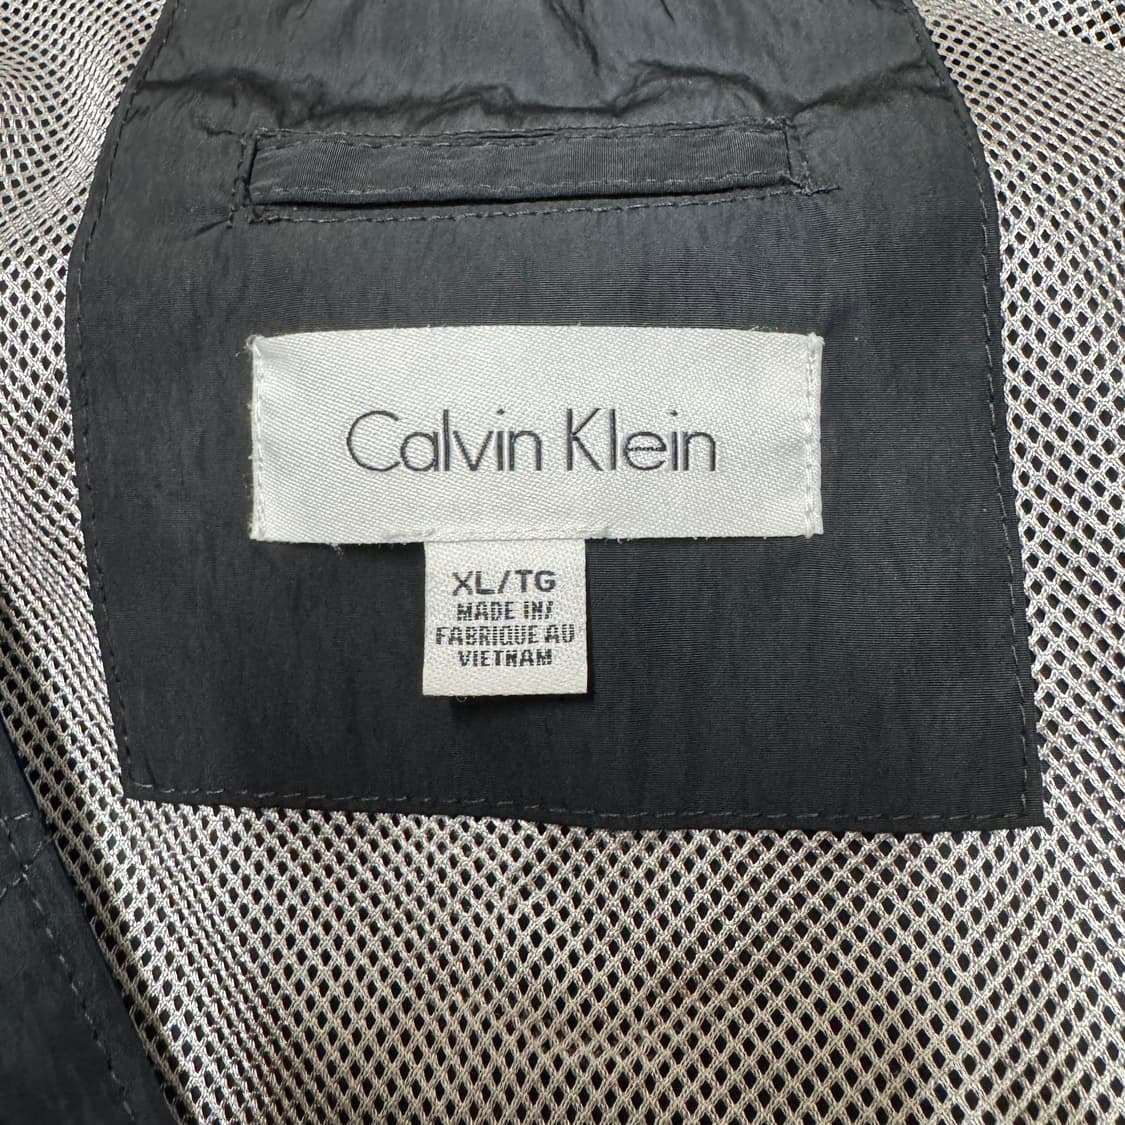 Calvin Klein
XL/TG
MADE IN/
FABRIQUE AU
VIETNAM